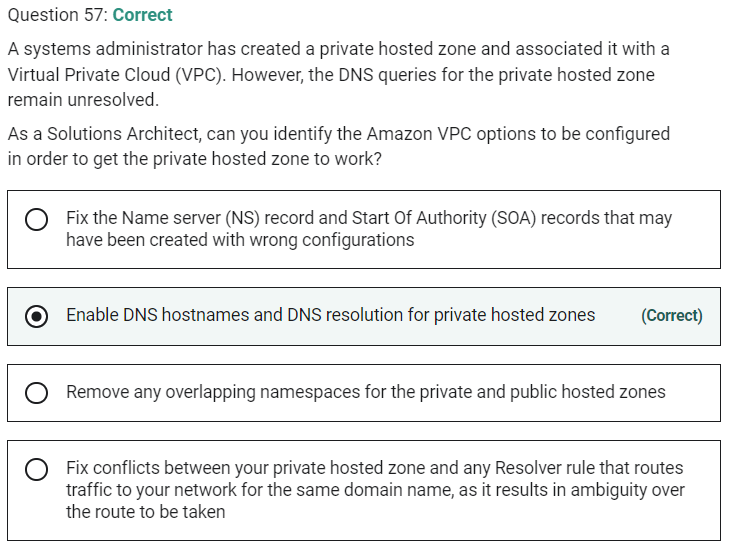 Question 57: Correct
A systems administrator has created a private hosted zone and associated it with a
Virtual Private Cloud (VPC). However, the DNS queries for the private hosted zone
remain unresolved.
As a Solutions Architect, can you identify the Amazon VPC options to be configured
in order to get the private hosted zone to work?
Fix the Name server (NS) record and Start Of Authority (SOA) records that may
have been created with wrong configurations
Enable DNS hostnames and DNS resolution for private hosted zones (Correct)
Remove any overlapping namespaces for the private and public hosted zones
Fix conflicts between your private hosted zone and any Resolver rule that routes
traffic to your network for the same domain name, as it results in ambiguity over
the route to be taken